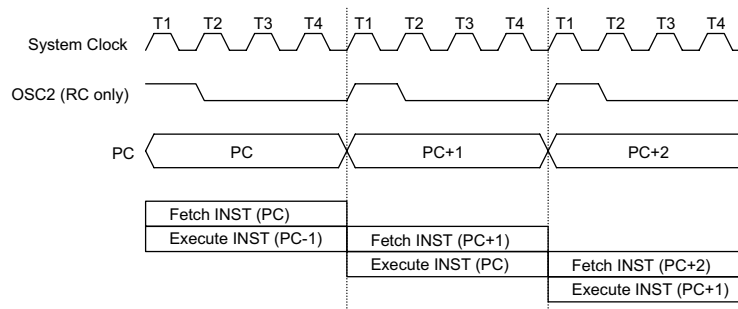 T1 T2 T3 T4 T1 T2 T3 T4 T1 T2 T3 T4
System Clock
OSC2 (RC only)
PC PC PC+1 PC+2
Fetch INST (PC)
Execute INST (PC-1) Fetch INST (PC+1)
Execute INST (PC) Fetch INST (PC+2)
Execute INST (PC+1)